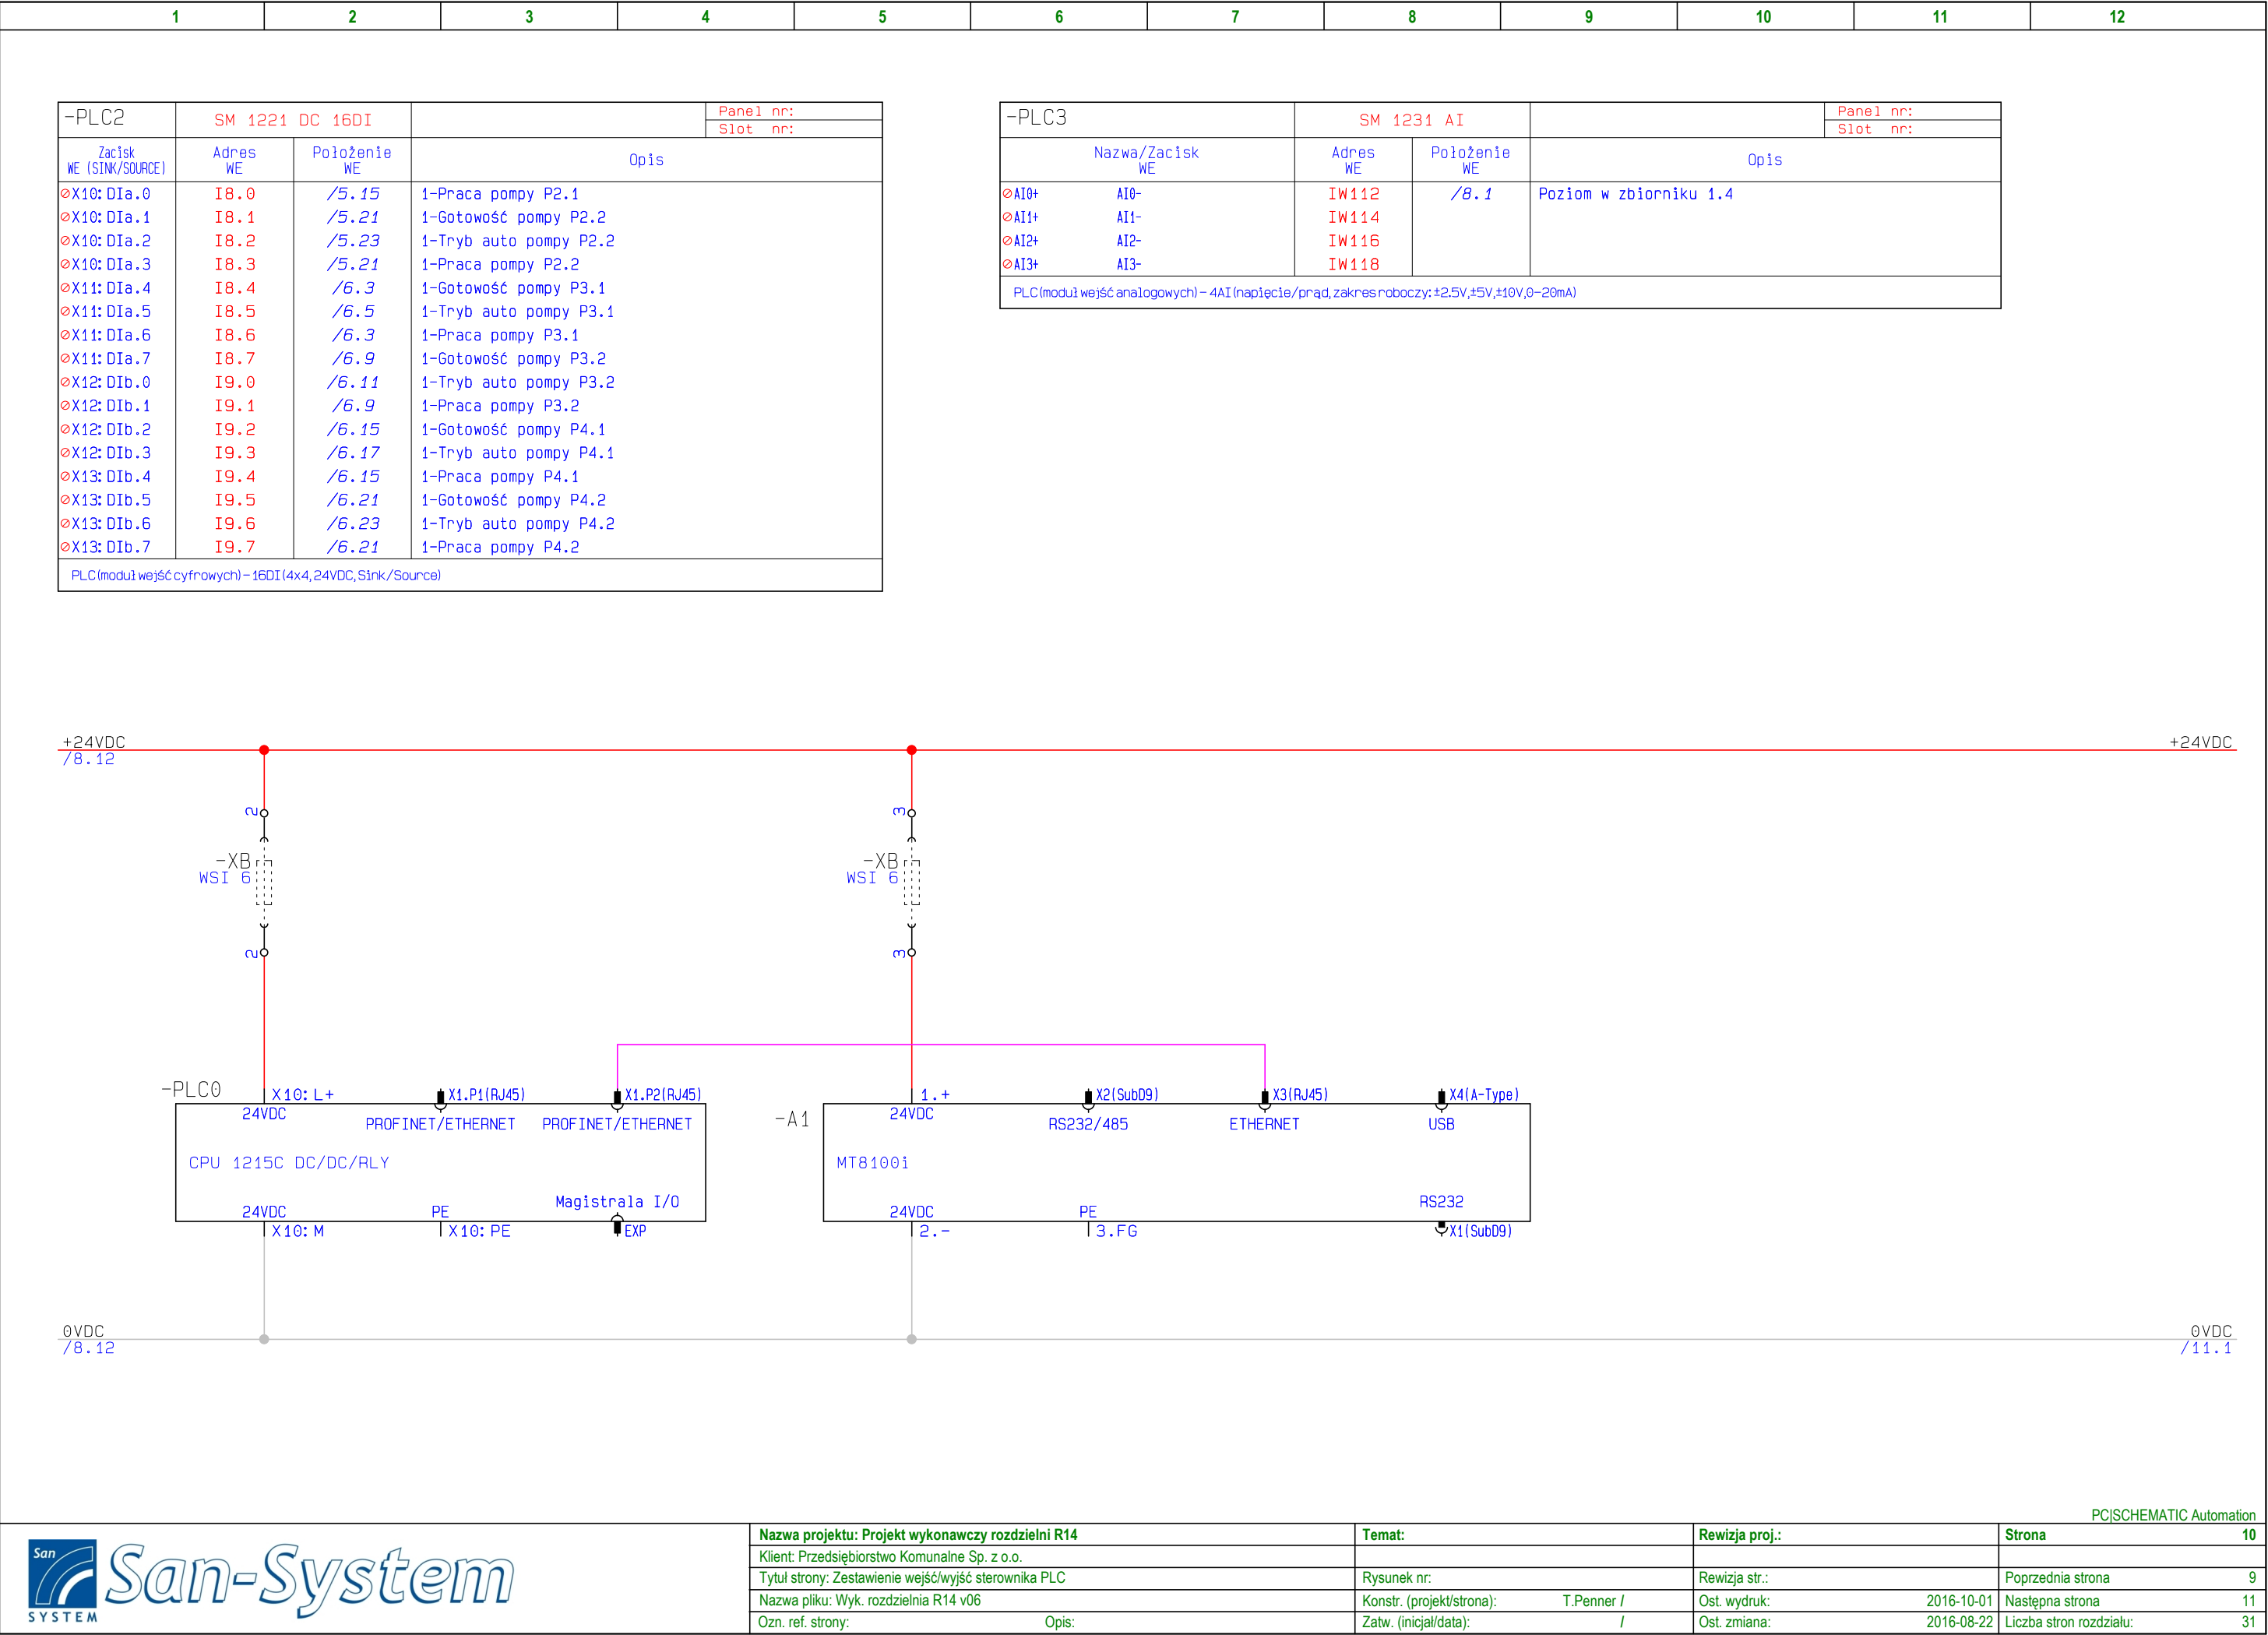 1 2 3 4 5 6 7 8 9 10 11 12
-PLC2 SM 1221 DC 16DI Panel nr:
Slot nr:
Zacisk WE (SINK/SOURCE) Adres WE Położenie WE Opis
X10:DIa.0 I8.0 /5.15 1-Praca pompy P2.1
X10:DIa.1 I8.1 /5.21 1-Gotowość pompy P2.2
X10:DIa.2 I8.2 /5.23 1-Tryb auto pompy P2.2
X10:DIa.3 I8.3 /5.21 1-Praca pompy P2.2
X11:DIa.4 I8.4 /6.3 1-Gotowość pompy P3.1
X11:DIa.5 I8.5 /6.5 1-Tryb auto pompy P3.1
X11:DIa.6 I8.6 /6.3 1-Praca pompy P3.1
X11:DIa.7 I8.7 /6.9 1-Gotowość pompy P3.2
X12:DIb.0 I9.0 /6.11 1-Tryb auto pompy P3.2
X12:DIb.1 I9.1 /6.9 1-Praca pompy P3.2
X12:DIb.2 I9.2 /6.15 1-Gotowość pompy P4.1
X12:DIb.3 I9.3 /6.17 1-Tryb auto pompy P4.1
X13:DIb.4 I9.4 /6.15 1-Praca pompy P4.1
X13:DIb.5 I9.5 /6.21 1-Gotowość pompy P4.2
X13:DIb.6 I9.6 /6.23 1-Tryb auto pompy P4.2
X13:DIb.7 I9.7 /6.21 1-Praca pompy P4.2
PLC(moduł wejść cyfrowych)-16DI(4x4,24VDC,Sink/Source)
-PLC3 SM 1231 AI Panel nr:
Slot nr:
Nazwa/Zacisk WE Adres WE Położenie WE Opis
AI0+ AI0- IW112 /8.1 Poziom w zbiorniku 1.4
AI1+ AI1- IW114
AI2+ AI2- IW116
AI3+ AI3- IW118
PLC(moduł wejść analogowych)-4AI(napięcie/prąd,zakres roboczy:±2.5V,±5V,±10V,0-20mA)
+24VDC +24VDC
/8.12
2 3
-XB -XB
WSI 6 WSI 6
2 3
-PLC0 X10:L+ X1.P1(RJ45) X1.P2(RJ45)
24VDC PROFINET/ETHERNET PROFINET/ETHERNET
CPU 1215C DC/DC/RLY
Magistrala I/O
24VDC PE
X10:M X10:PE EXP
-A1 1.+ X2(SubD9) X3(RJ45) X4(A-Type)
24VDC RS232/485 ETHERNET USB
MT8100i
RS232
24VDC PE
2.- 3.FG X1(SubD9)
0VDC 0VDC
/8.12 /11.1
PC|SCHEMATIC Automation
San
SYSTEM
San-System
Nazwa projektu: Projekt wykonawczy rozdzielni R14 Temat: Rewizja proj.: Strona 10
Klient: Przedsiębiorstwo Komunalne Sp. z o.o.
Tytuł strony: Zestawienie wejść/wyjść sterownika PLC Rysunek nr: Rewizja str.: Poprzednia strona 9
Nazwa pliku: Wyk. rozdzielnia R14 v06 Konstr. (projekt/strona): T.Penner / Ost. wydruk: 2016-10-01 Następna strona 11
Ozn. ref. strony: Opis: Zatw. (inicjał/data): / Ost. zmiana: 2016-08-22 Liczba stron rozdziału: 31